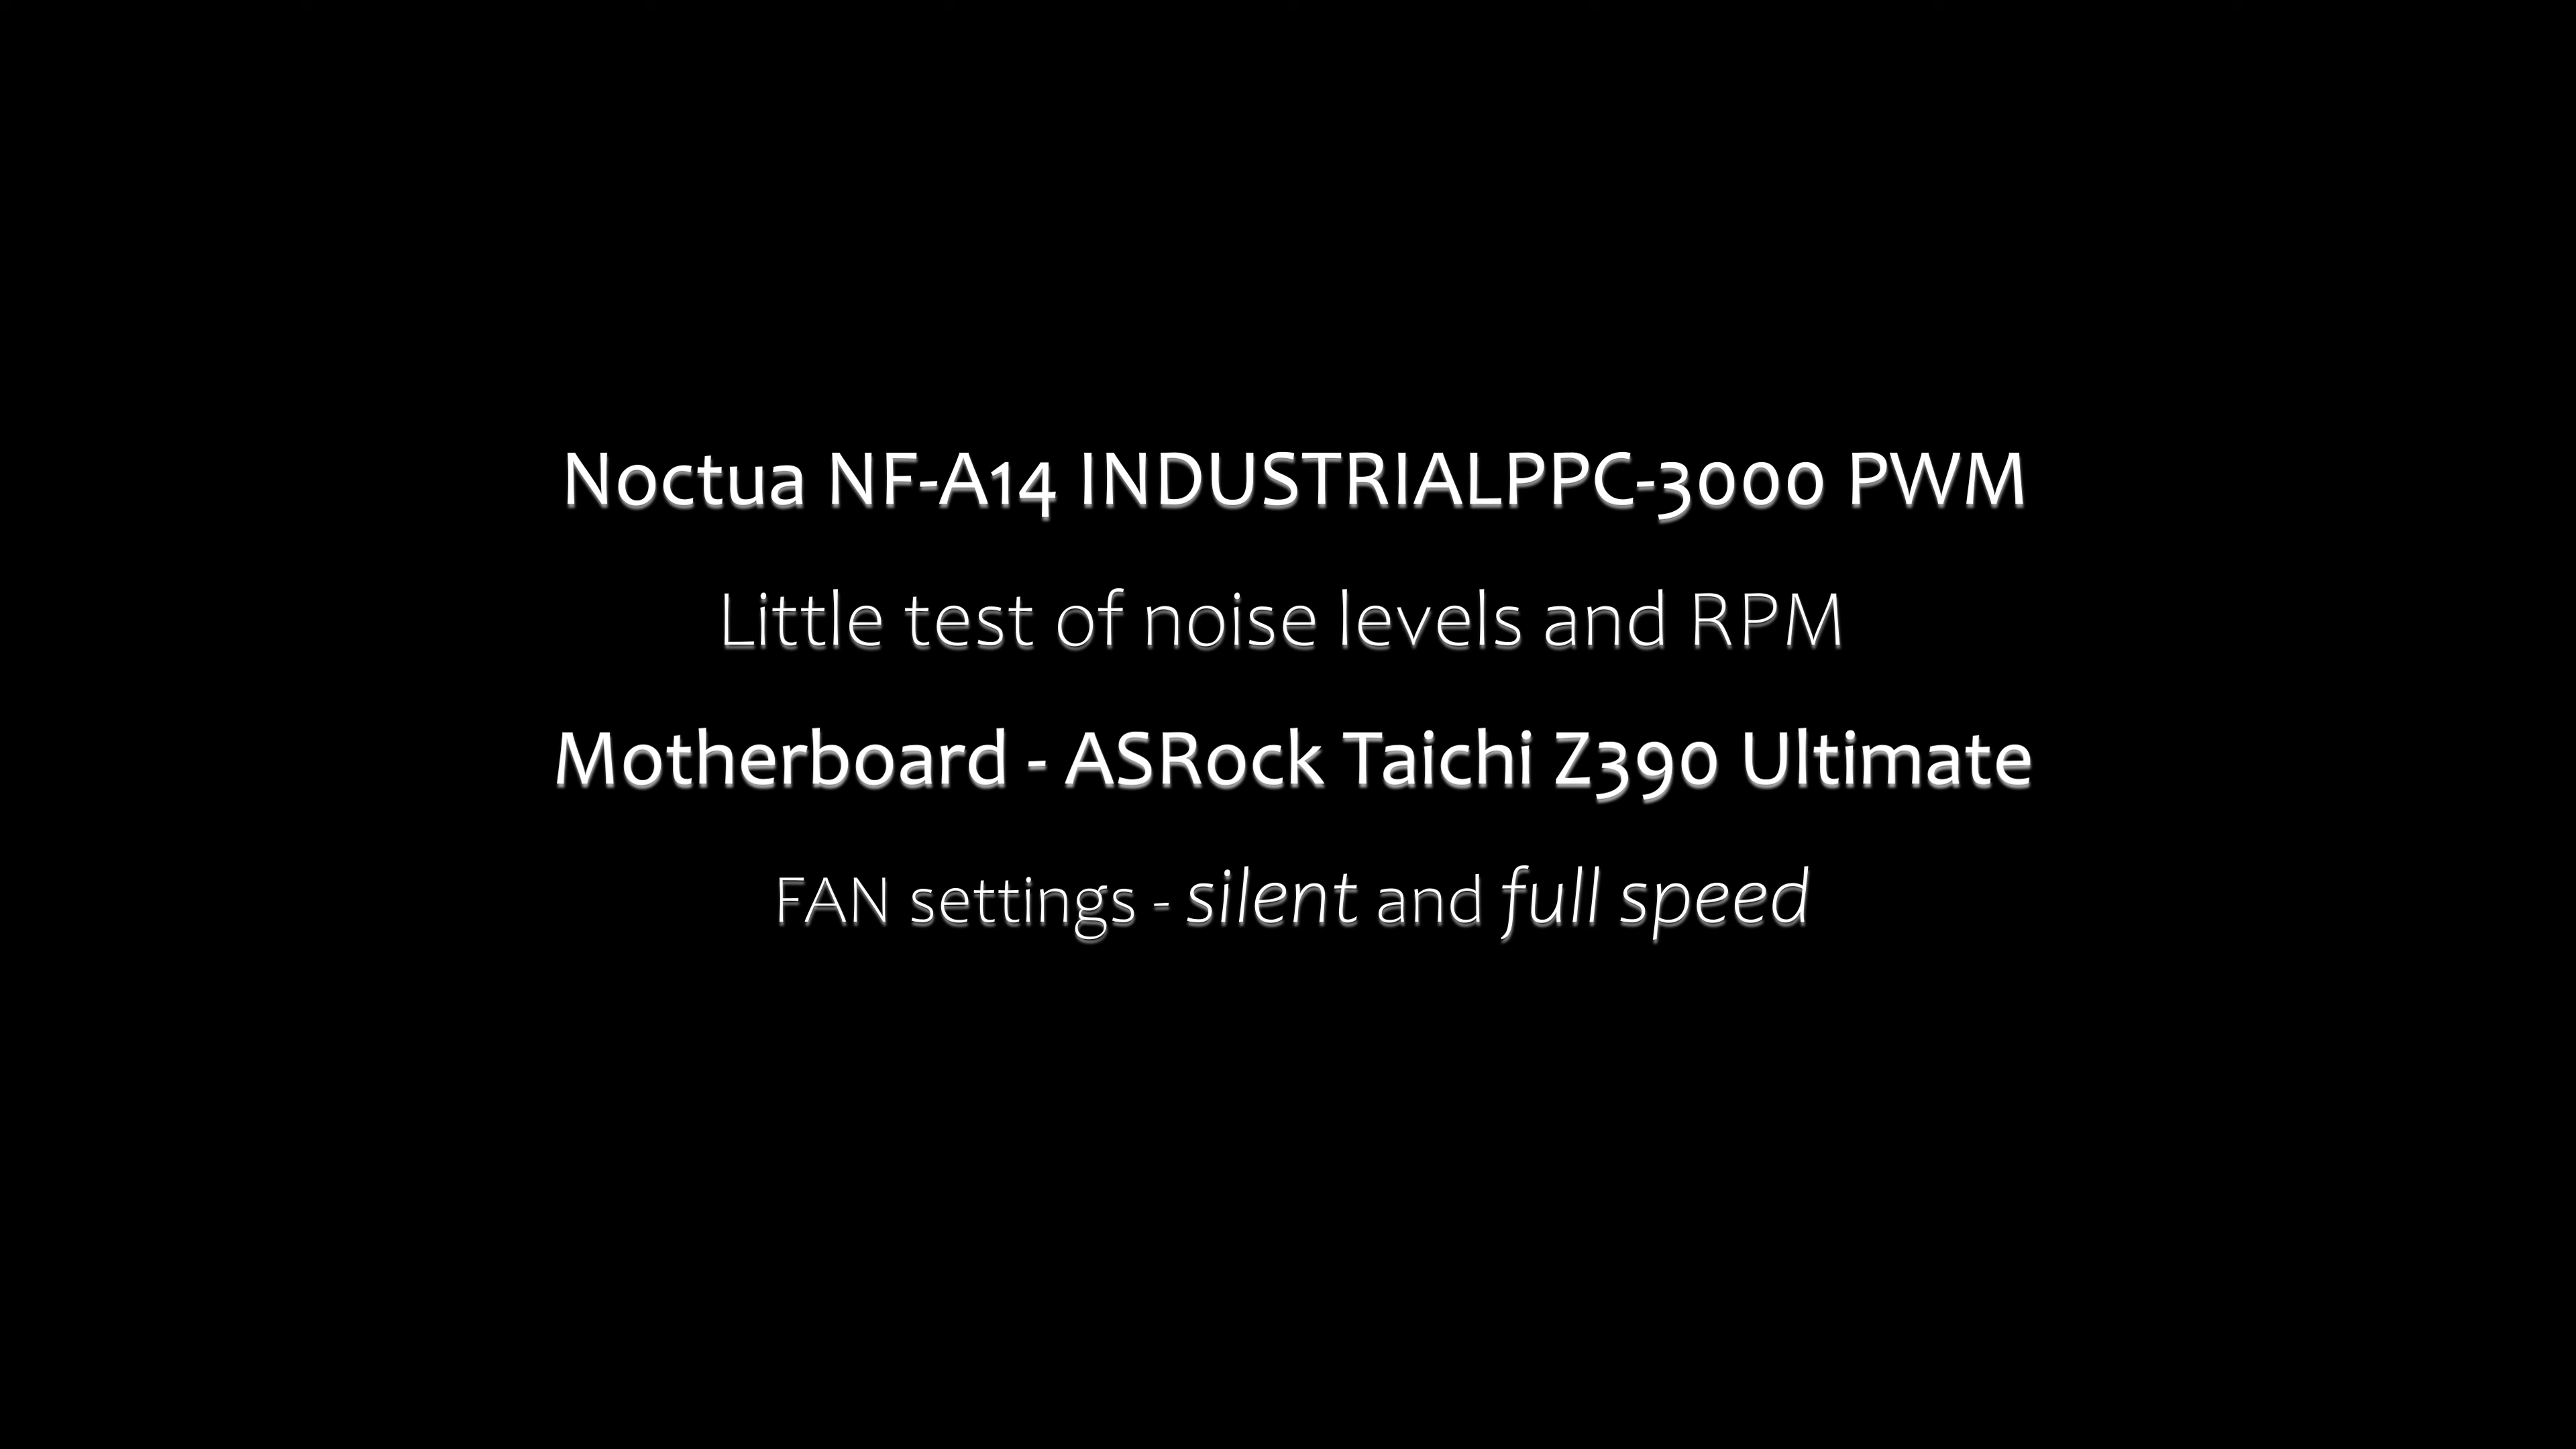 Noctua NF-A14 INDUSTRIALPPC-3000 PWM
Little test of noise levels and RPM
Motherboard - ASRock Taichi Z390 Ultimate
FAN settings - silent and full speed